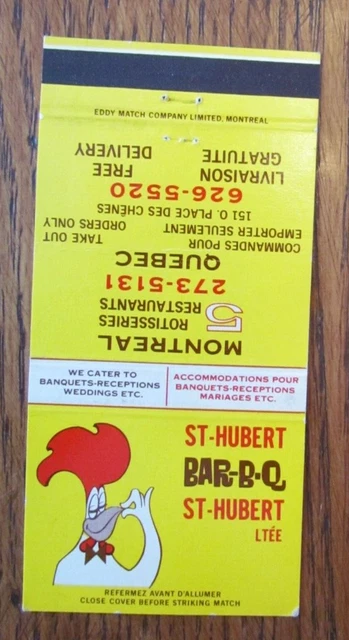 EDDY MATCH COMPANY LIMITED, MONTREAL
MONTREAL
5 ROTISSERIES
RESTAURANTS
273-5131
QUEBEC
COMMANDES POUR
EMPORTER SEULEMENT
TAKE OUT
ORDERS ONLY
151 O. PLACE DES CHÊNES
626-5520
LIVRAISON
GRATUITE
FREE
DELIVERY
WE CATER TO
BANQUETS-RECEPTIONS
WEDDINGS ETC.
ACCOMMODATIONS POUR
BANQUETS-RECEPTIONS
MARIAGES ETC.
ST-HUBERT
BAR-B-Q
ST-HUBERT
LTÉE
REFERMEZ AVANT D'ALLUMER
CLOSE COVER BEFORE STRIKING MATCH